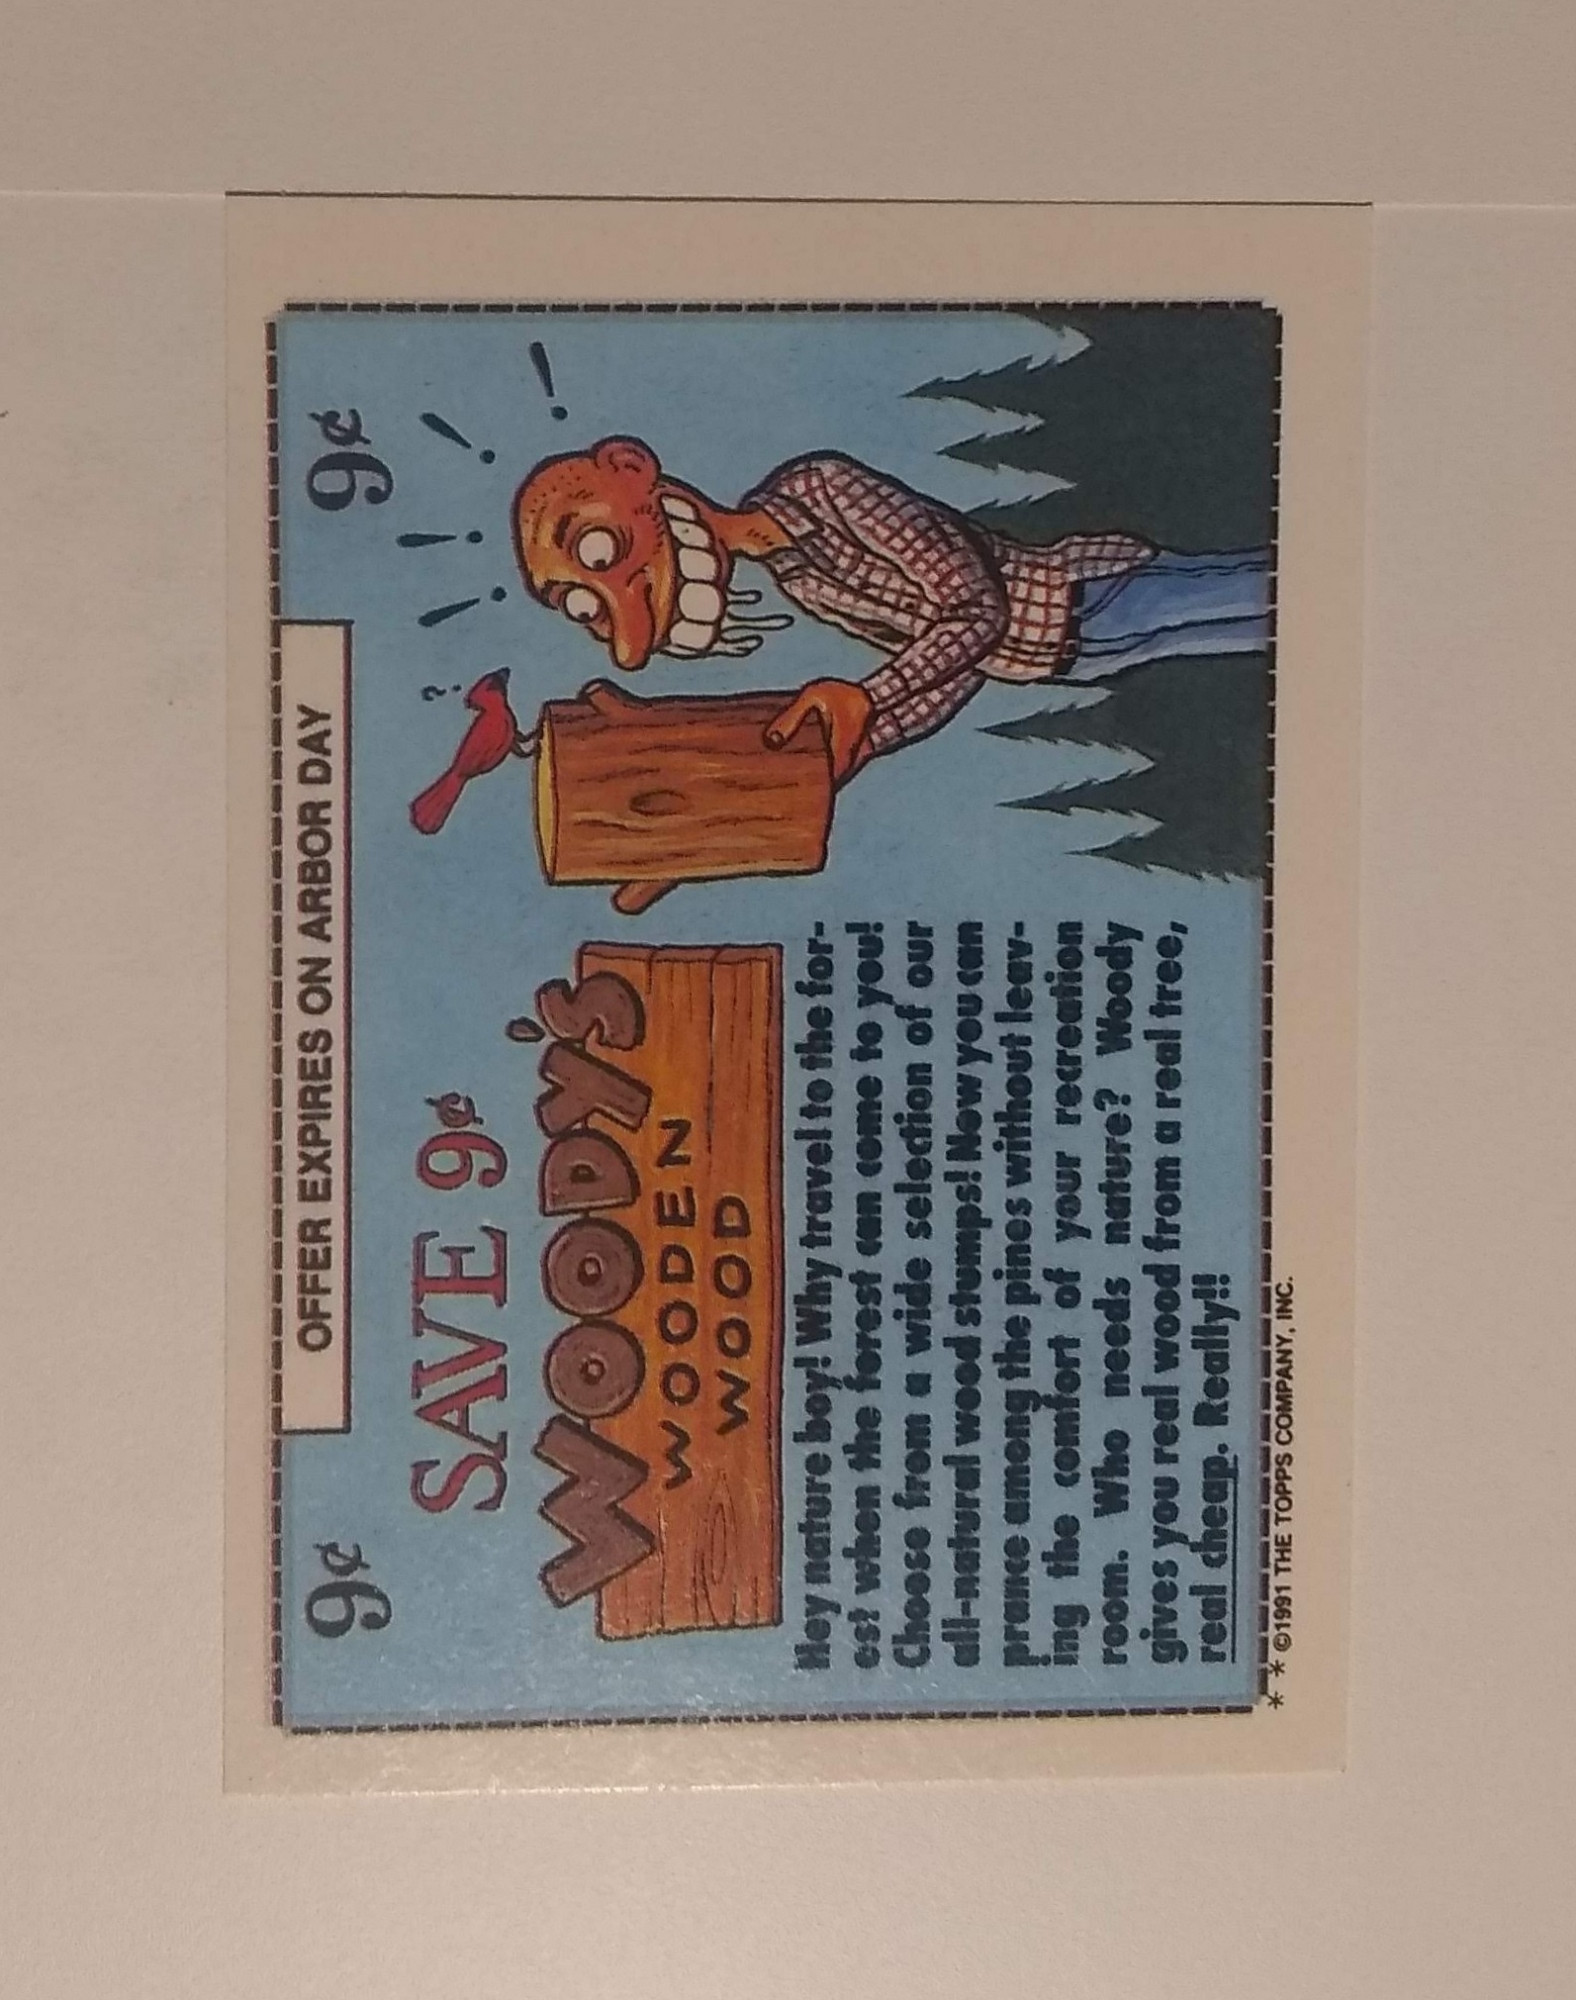 9¢ OFFER EXPIRES ON ARBOR DAY 9¢
SAVE 9¢
WOODY'S
WOODEN
WOOD
Hey nature boy! Why travel to the for-
est when the forest can come to you!
Choose from a wide selection of our
all-natural wood stumps! Now you can
prance among the pines without leav-
ing the comfort of your recreation
room. Who needs nature? Woody
gives you real wood from a real tree,
real cheap. Really!!
?
! ! ! !
* * ©1991 THE TOPPS COMPANY, INC.